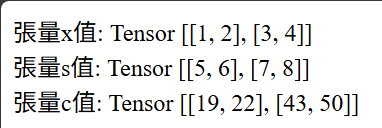 張量x值: Tensor [[1, 2], [3, 4]]
張量s值: Tensor [[5, 6], [7, 8]]
張量c值: Tensor [[19, 22], [43, 50]]